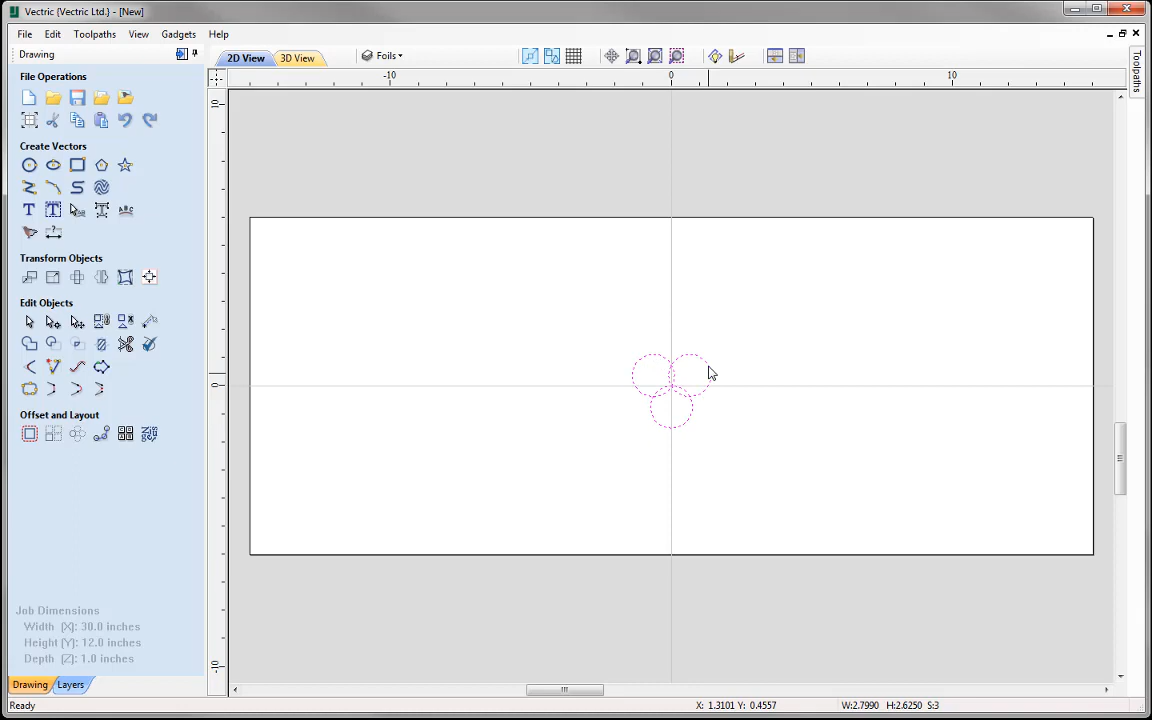 Vectric {Vectric Ltd.} - [New]
File Edit Toolpaths View Gadgets Help
Drawing
2D View 3D View Foils
Toolpaths
File Operations
Create Vectors
Transform Objects
Edit Objects
Offset and Layout
-10 0 10
10
0
-10
Job Dimensions
Width (X): 30.0 inches
Height (Y): 12.0 inches
Depth (Z): 1.0 inches
Drawing Layers
Ready
X: 1.3101 Y: 0.4557 W:2.7990 H:2.6250 S:3